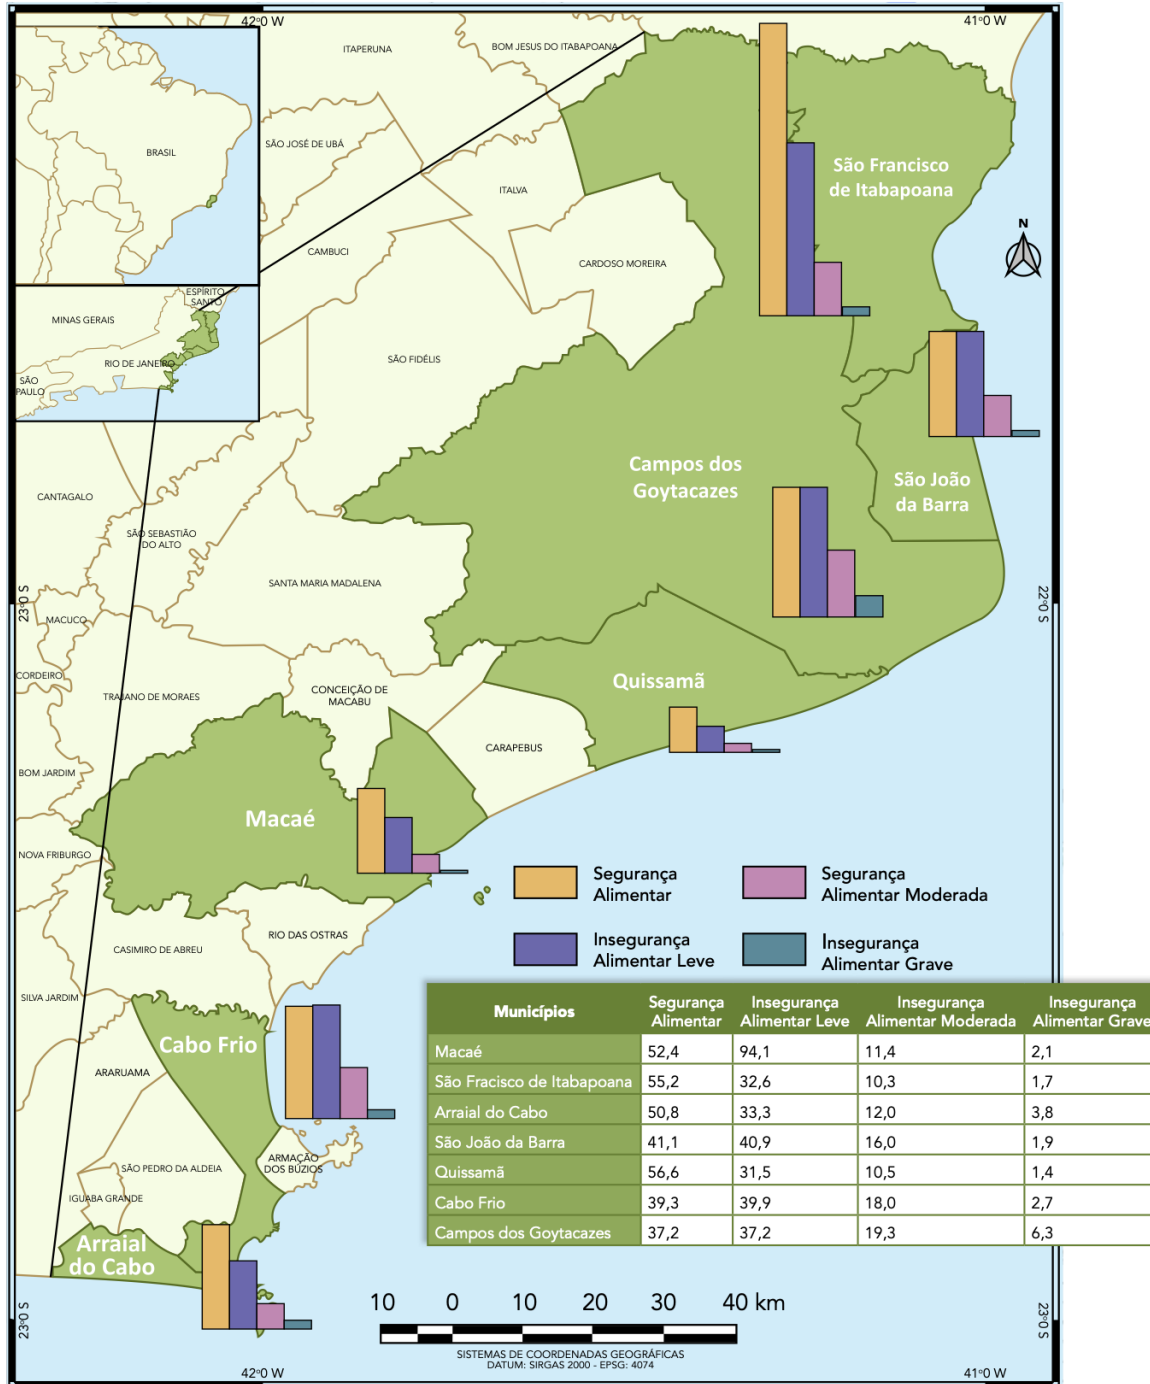 42°0 W
41°0 W
ITAPERUNA
BOM JESUS DO ITABAPOANA
BRASIL
SÃO JOSÉ DE UBÁ
ITALVA
São Francisco
de Itabapoana
N
CAMBUCI
CARDOSO MOREIRA
ESPÍRITO
SANTO
MINAS GERAIS
RIO DE JANEIRO
SÃO
PAULO
SÃO FIDÉLIS
Campos dos
Goytacazes
São João
da Barra
CANTAGALO
SÃO SEBASTIÃO
DO ALTO
SANTA MARIA MADALENA
23°0 S
22°0 S
MACUCO
CORDEIRO
TRAJANO DE MORAES
CONCEIÇÃO DE
MACABU
Quissamã
CARAPEBUS
BOM JARDIM
Macaé
NOVA FRIBURGO
Segurança
Alimentar
Segurança
Alimentar Moderada
Insegurança
Alimentar Leve
Insegurança
Alimentar Grave
RIO DAS OSTRAS
CASIMIRO DE ABREU
SILVA JARDIM
Cabo Frio
ARARUAMA
ARMAÇÃO
DOS BÚZIOS
SÃO PEDRO DA ALDEIA
IGUABA GRANDE
Arraial
do Cabo
Municípios Segurança Alimentar Insegurança Alimentar Leve Insegurança Alimentar Moderada Insegurança Alimentar Grave
Macaé 52,4 94,1 11,4 2,1
São Fracisco de Itabapoana 55,2 32,6 10,3 1,7
Arraial do Cabo 50,8 33,3 12,0 3,8
São João da Barra 41,1 40,9 16,0 1,9
Quissamã 56,6 31,5 10,5 1,4
Cabo Frio 39,3 39,9 18,0 2,7
Campos dos Goytacazes 37,2 37,2 19,3 6,3
10 0 10 20 30 40 km
SISTEMAS DE COORDENADAS GEOGRÁFICAS
DATUM: SIRGAS 2000 - EPSG: 4074
23°0 S
23°0 S
42°0 W
41°0 W